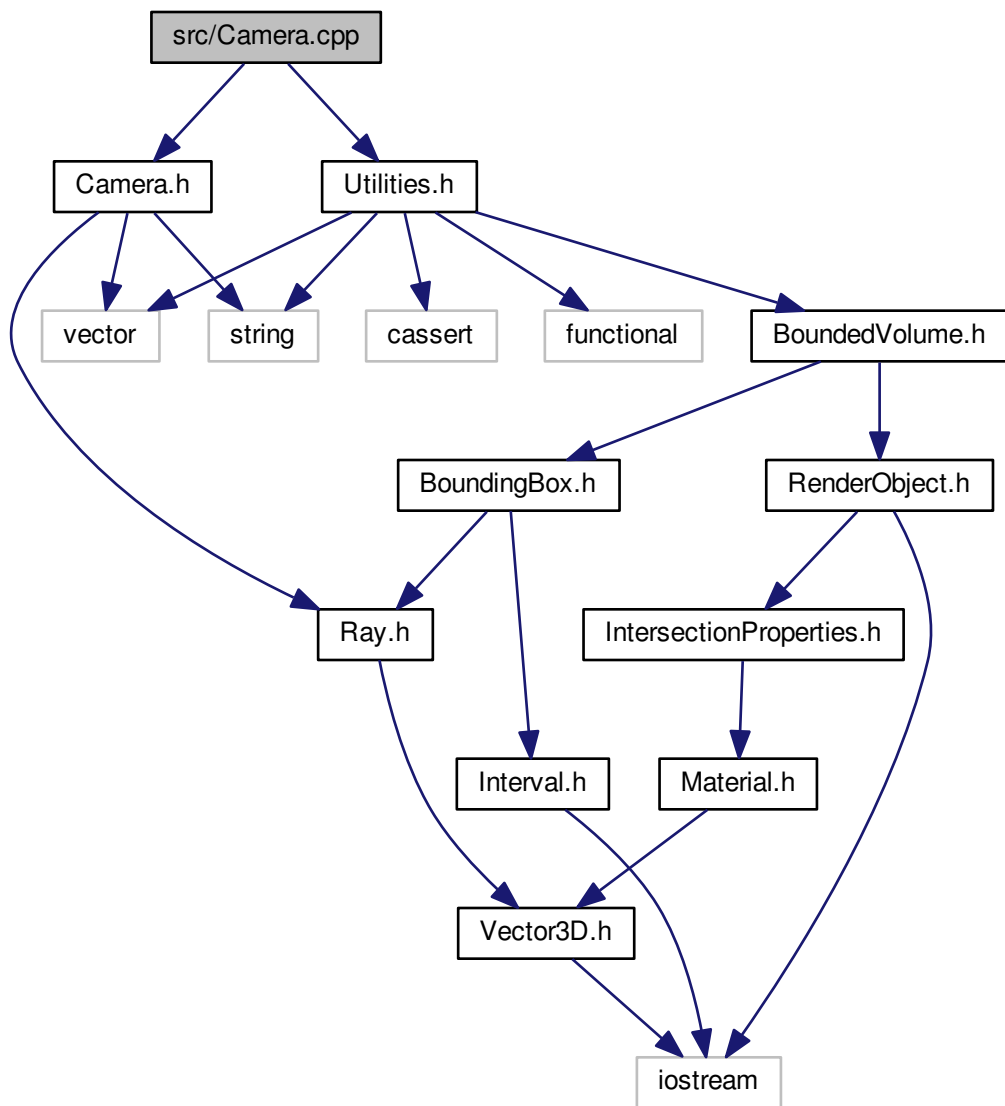 src/Camera.cpp
Camera.h
Utilities.h
vector
string
cassert
functional
BoundedVolume.h
BoundingBox.h
RenderObject.h
Ray.h
IntersectionProperties.h
Interval.h
Material.h
Vector3D.h
iostream